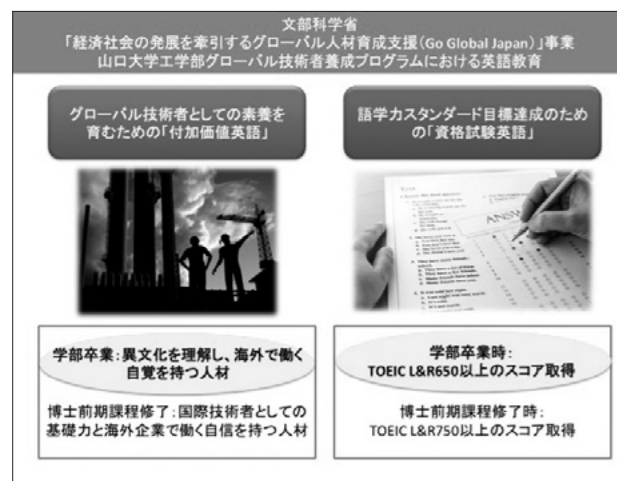 文部科学省
「経済社会の発展を牽引するグローバル人材育成支援(Go Global Japan)」事業
山口大学工学部グローバル技術者養成プログラムにおける英語教育
グローバル技術者としての素養を
育むための「付加価値英語」
語学力スタンダード目標達成のため
の「資格試験英語」
ANSW
学部卒業:異文化を理解し、海外で働く
自覚を持つ人材
博士前期課程修了:国際技術者としての
基礎力と海外企業で働く自信を持つ人材
学部卒業時:
TOEIC L&R650以上のスコア取得
博士前期課程修了時:
TOEIC L&R750以上のスコア取得